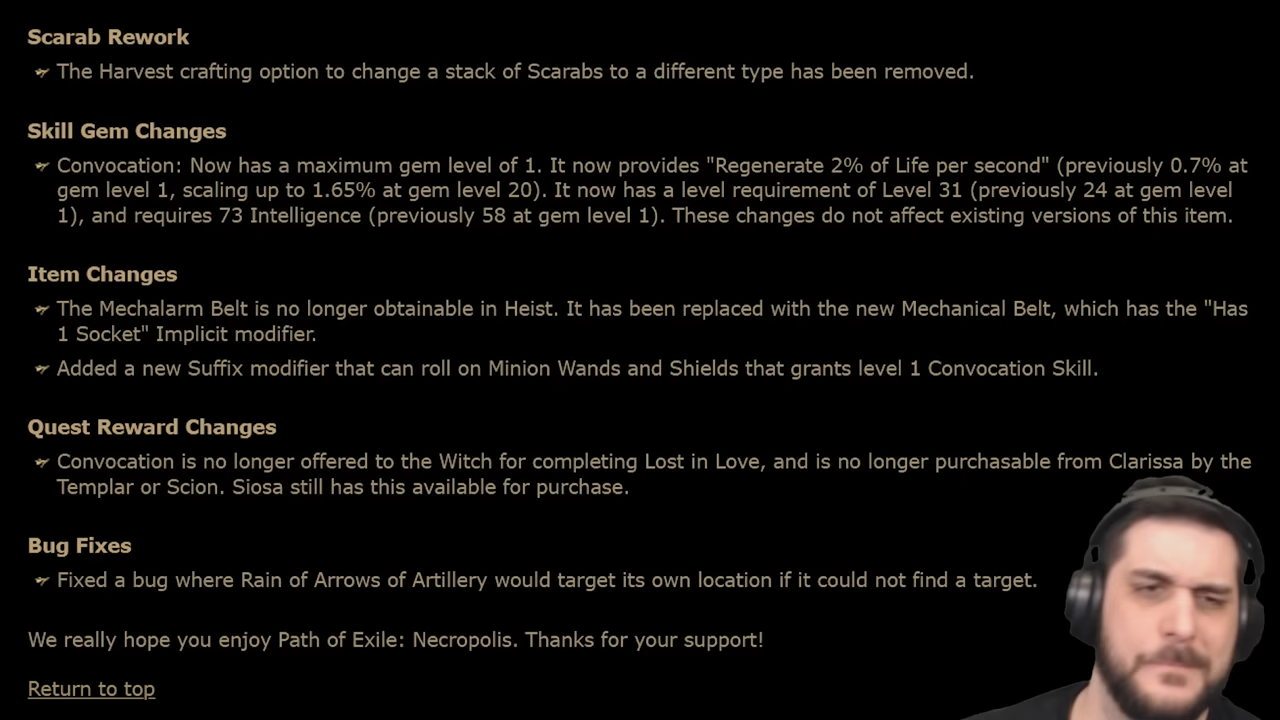 Scarab Rework
The Harvest crafting option to change a stack of Scarabs to a different type has been removed.
Skill Gem Changes
Convocation: Now has a maximum gem level of 1. It now provides "Regenerate 2% of Life per second" (previously 0.7% at
gem level 1, scaling up to 1.65% at gem level 20). It now has a level requirement of Level 31 (previously 24 at gem level
1), and requires 73 Intelligence (previously 58 at gem level 1). These changes do not affect existing versions of this item.
Item Changes
The Mechalarm Belt is no longer obtainable in Heist. It has been replaced with the new Mechanical Belt, which has the "Has
1 Socket" Implicit modifier.
Added a new Suffix modifier that can roll on Minion Wands and Shields that grants level 1 Convocation Skill.
Quest Reward Changes
Convocation is no longer offered to the Witch for completing Lost in Love, and is no longer purchasable from Clarissa by the
Templar or Scion. Siosa still has this available for purchase.
Bug Fixes
Fixed a bug where Rain of Arrows of Artillery would target its own location if it could not find a target.
We really hope you enjoy Path of Exile: Necropolis. Thanks for your support!
Return to top